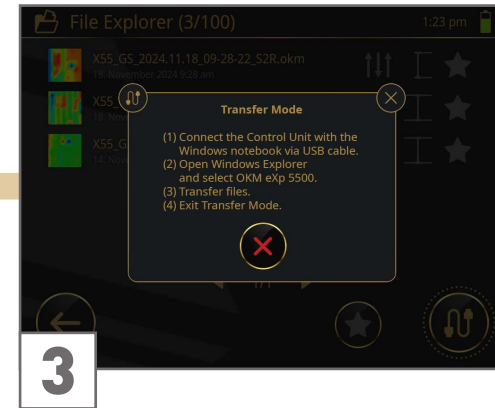 File Explorer (3/100)
1:23 pm
X55_GS_2024.11.18_09-28-22_S2R.okm
18. November 2024 9:28 am
X55_
18. Nov
X55_G
14. Nov
Transfer Mode
(1) Connect the Control Unit with the
Windows notebook via USB cable.
(2) Open Windows Explorer
and select OKM eXp 5500.
(3) Transfer files.
(4) Exit Transfer Mode.
1/1
3